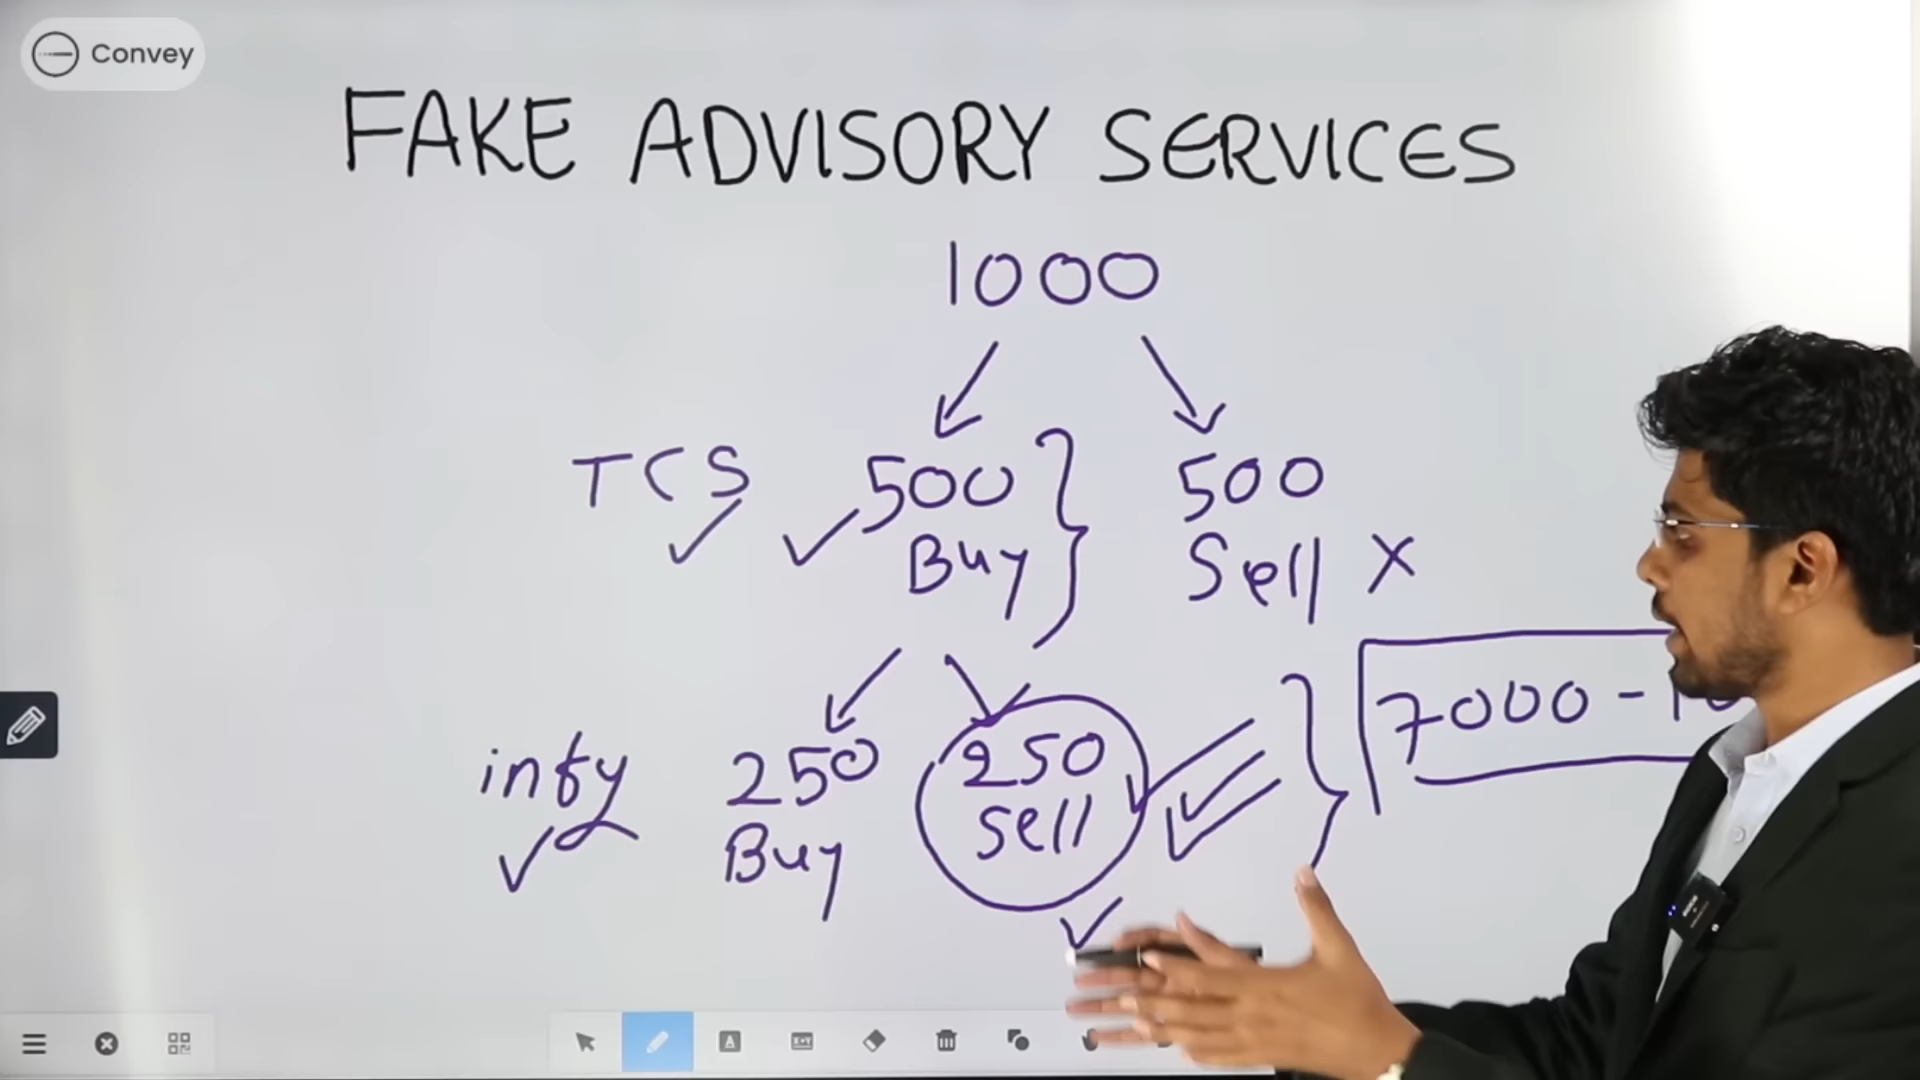 Convey
FAKE ADVISORY SERVICES
1000
TCS 500 500
Buy Sell X
7000 -
infy 250 250
Buy Sell